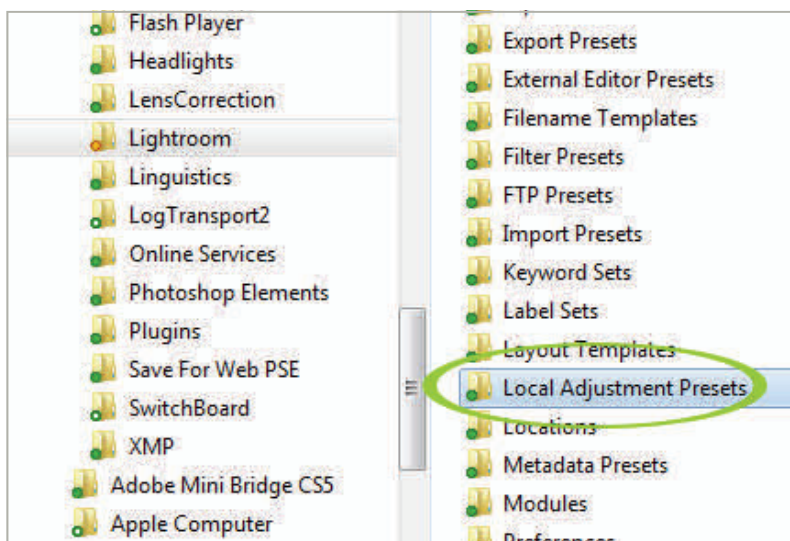 Flash Player
Headlights
LensCorrection
Lightroom
Linguistics
LogTransport2
Online Services
Photoshop Elements
Plugins
Save For Web PSE
SwitchBoard
XMP
Adobe Mini Bridge CS5
Apple Computer
Export Presets
External Editor Presets
Filename Templates
Filter Presets
FTP Presets
Import Presets
Keyword Sets
Label Sets
Layout Templates
Local Adjustment Presets
Locations
Metadata Presets
Modules
Preferences